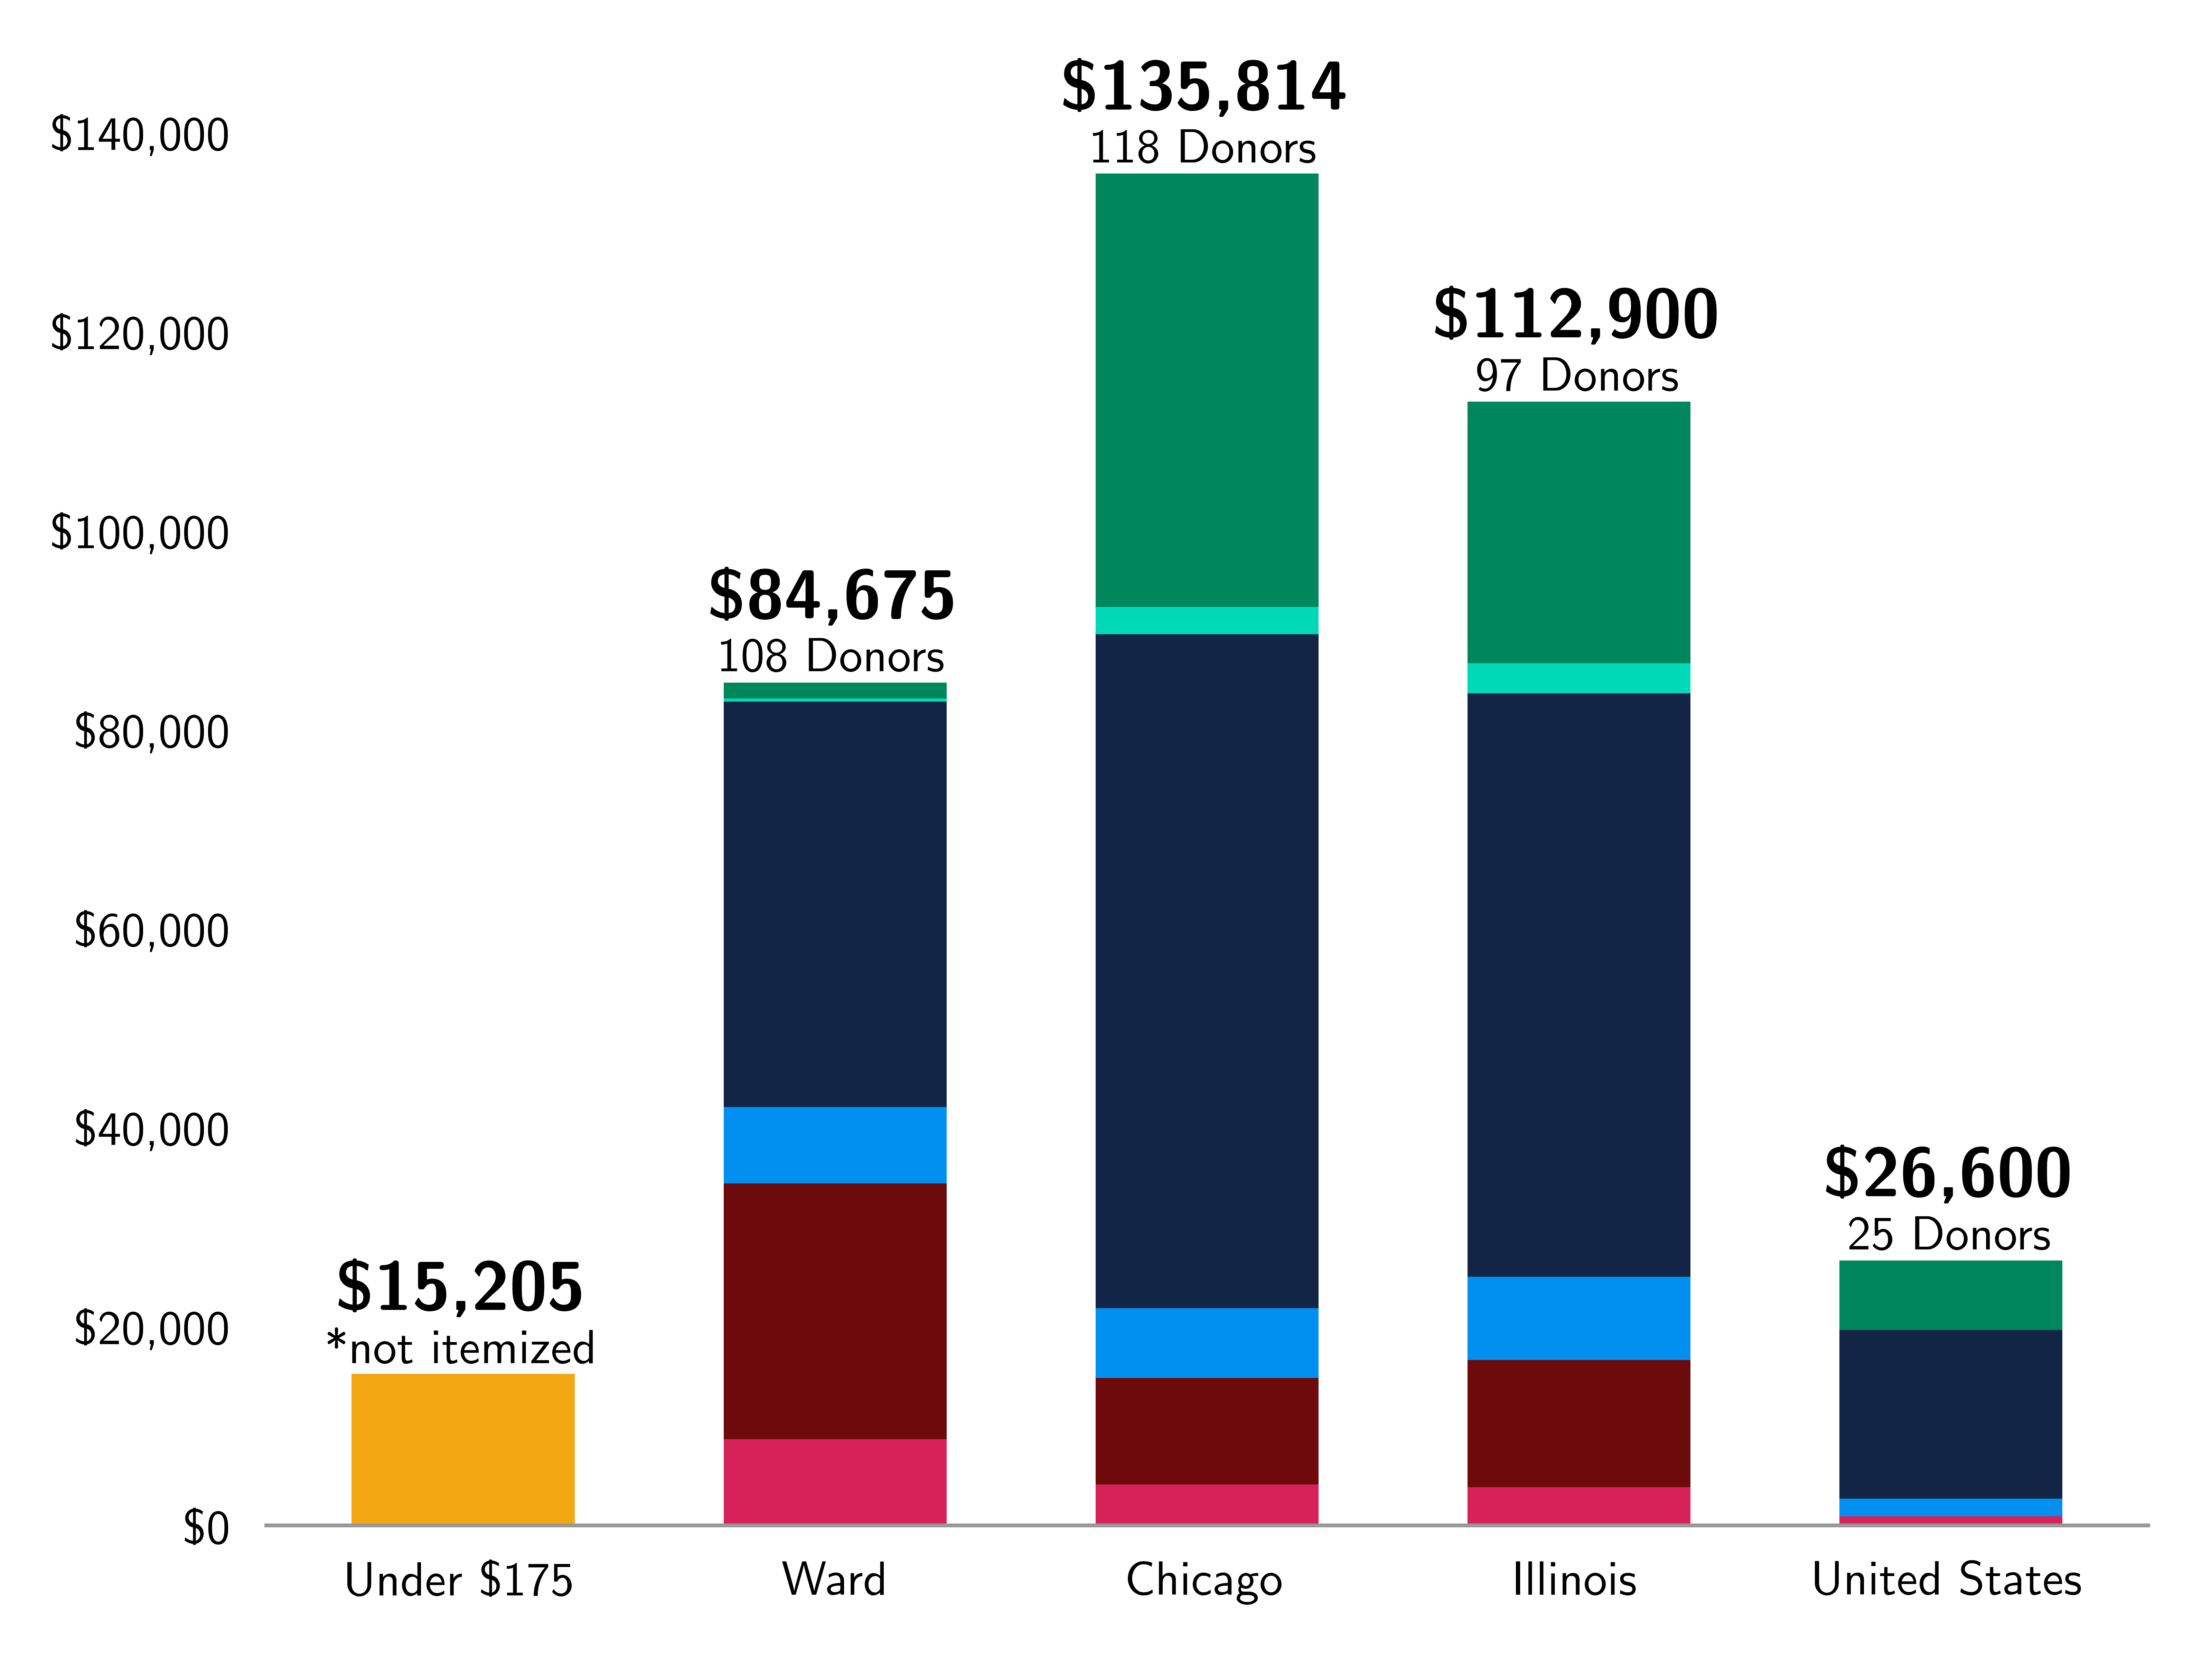 $135,814
118 Donors
$140,000
$112,900
97 Donors
$120,000
$100,000
$84,675
108 Donors
$80,000
$60,000
$40,000
$26,600
25 Donors
$15,205
*not itemized
$20,000
$0
Under $175
Ward
Chicago
Illinois
United States